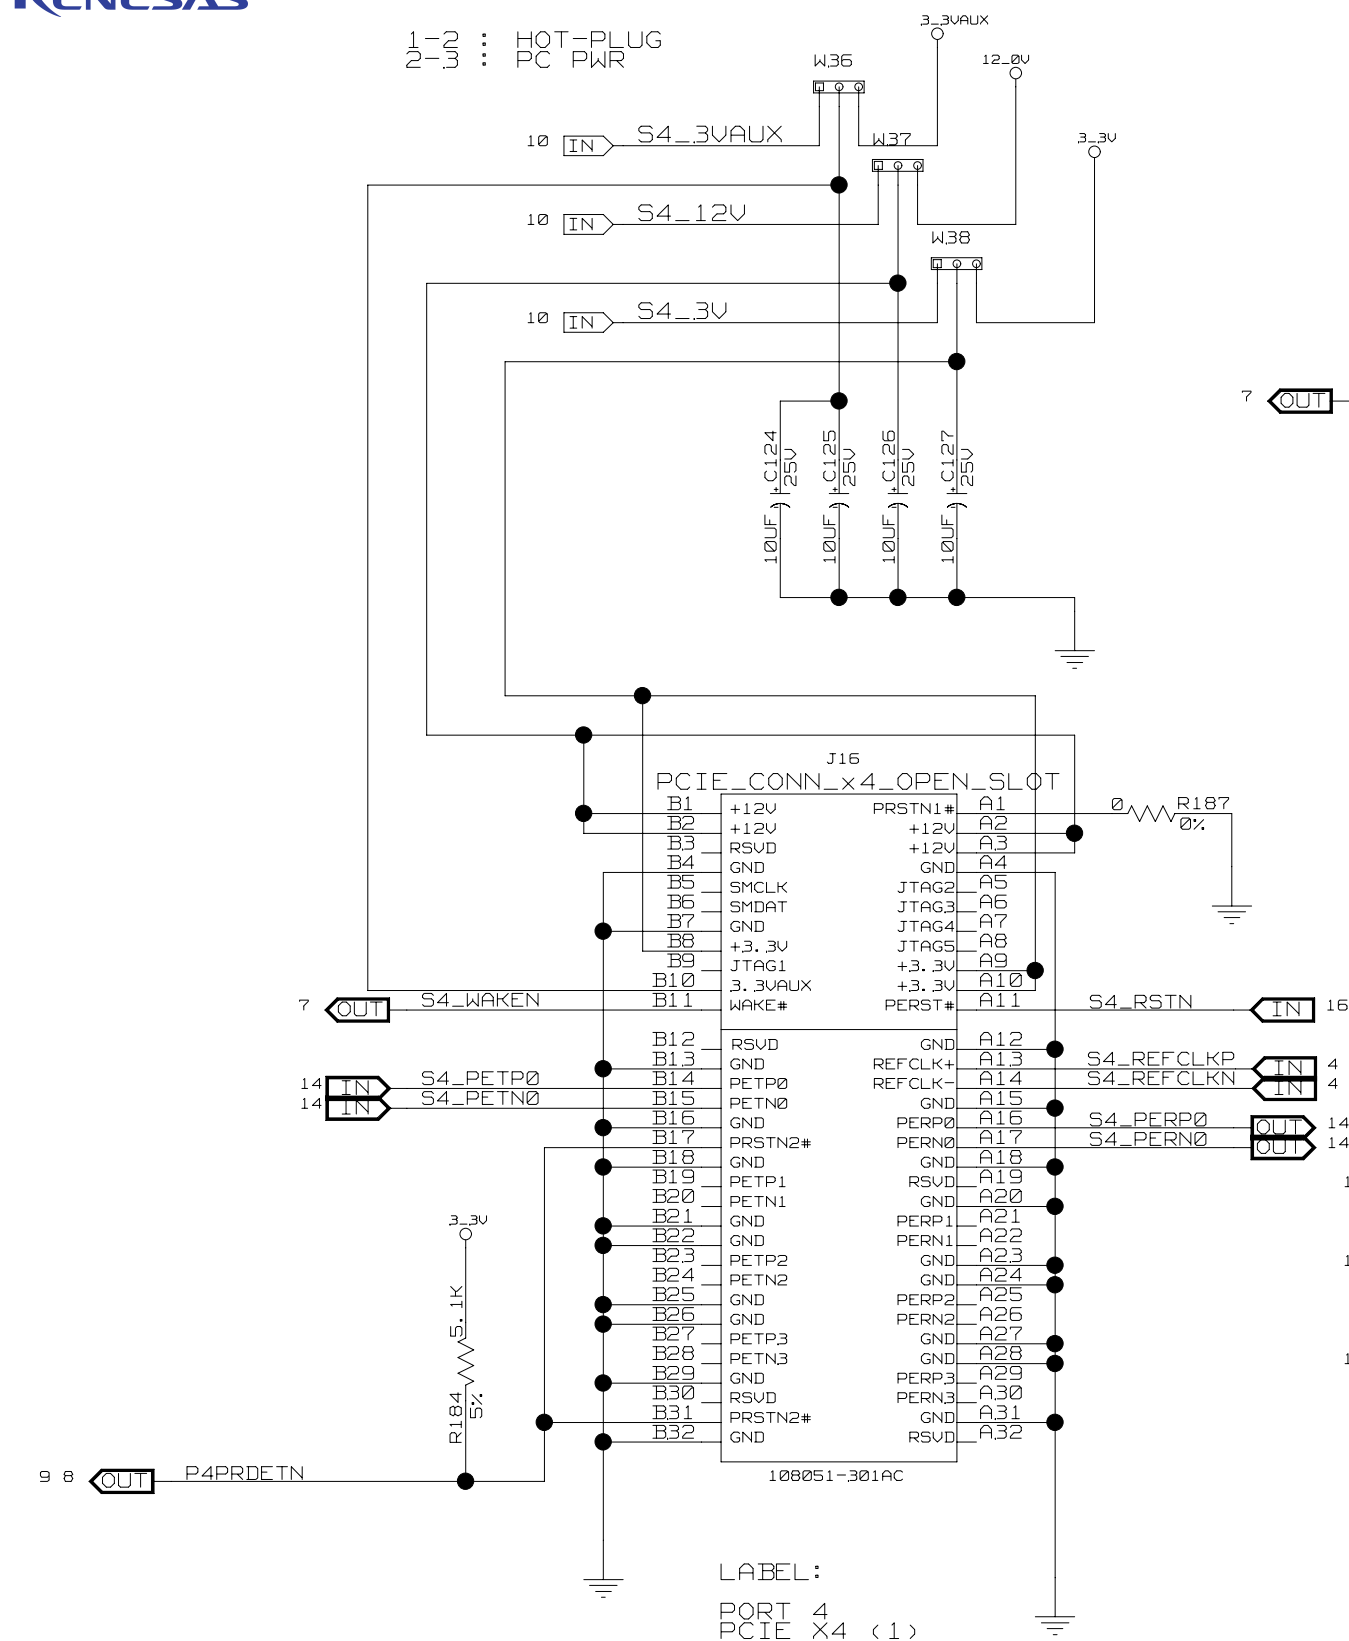 RENESAS
1-2 : HOT-PLUG
2-3 : PC PWR
3_3VAUX
W36
12_0V
10 IN S4_3VAUX
W37
3_3V
10 IN S4_12V
W38
10 IN S4_3V
7 OUT
C124 25V 10UF +
C125 25V 10UF +
C126 25V 10UF +
C127 25V 10UF +
J16
PCIE_CONN_x4_OPEN_SLOT
B1 +12V PRSTN1# A1 0 R187
0%
B2 +12V +12V A2
B3 RSVD +12V A3
B4 GND GND A4
B5 SMCLK JTAG2 A5
B6 SMDAT JTAG3 A6
B7 GND JTAG4 A7
B8 +3.3V JTAG5 A8
B9 JTAG1 +3.3V A9
B10 3.3VAUX +3.3V A10
7 OUT S4_WAKEN B11 WAKE# PERST# A11 S4_RSTN IN 16
B12 RSVD GND A12
B13 GND REFCLK+ A13 S4_REFCLKP IN 4
14 IN S4_PETP0 B14 PETP0 REFCLK- A14 S4_REFCLKN IN 4
14 IN S4_PETN0 B15 PETN0 GND A15
B16 GND PERP0 A16 S4_PERP0 OUT 14
B17 PRSTN2# PERN0 A17 S4_PERN0 OUT 14
B18 GND GND A18
B19 PETP1 RSVD A19 1
B20 PETN1 GND A20
B21 GND PERP1 A21
3_3V
B22 GND PERN1 A22
B23 PETP2 GND A23 1
B24 PETN2 GND A24
B25 GND PERP2 A25
B26 GND PERN2 A26
B27 PETP3 GND A27
B28 PETN3 GND A28 1
B29 GND PERP3 A29
B30 RSVD PERN3 A30
B31 PRSTN2# GND A31
B32 GND RSVD A32
R184 5.1K
5%
108051-301AC
9 8 OUT P4PRDETN
LABEL:
PORT 4
PCIE X4 (1)